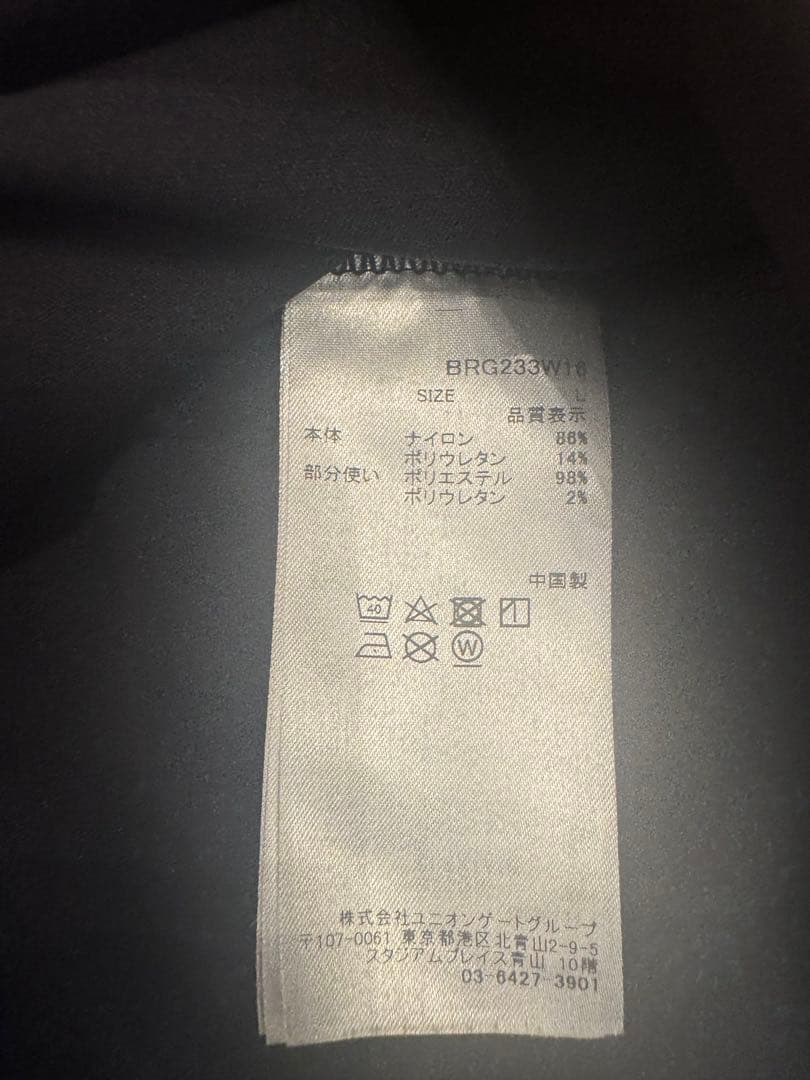 BRG233W16
SIZE L
品質表示
本体 ナイロン 86%
ポリウレタン 14%
部分使い ポリエステル 98%
ポリウレタン 2%
中国製
40
W
株式会社ユニオンゲートグループ
〒107-0061 東京都港区北青山2-9-5
スタジアムプレイス青山 10階
03-6427-3901